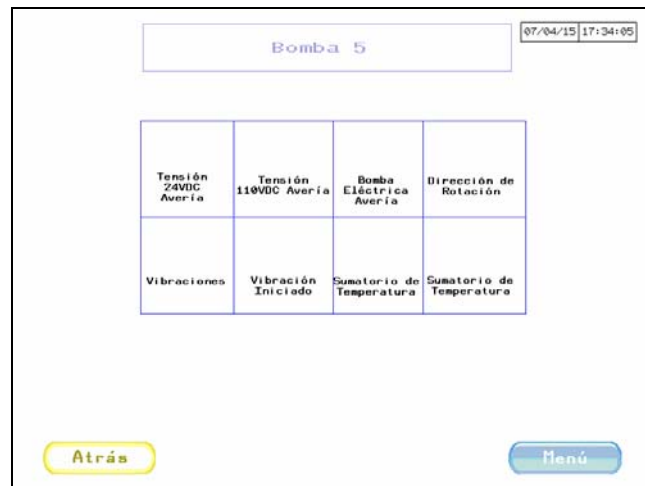 Bomba 5
07/04/15 17:34:05
Tensión
24VDC
Avería
Tensión
110VDC Avería
Bomba
Eléctrica
Avería
Dirección de
Rotación
Vibraciones
Vibración
Iniciado
Sumatorio de
Temperatura
Sumatorio de
Temperatura
Atrás
Menú